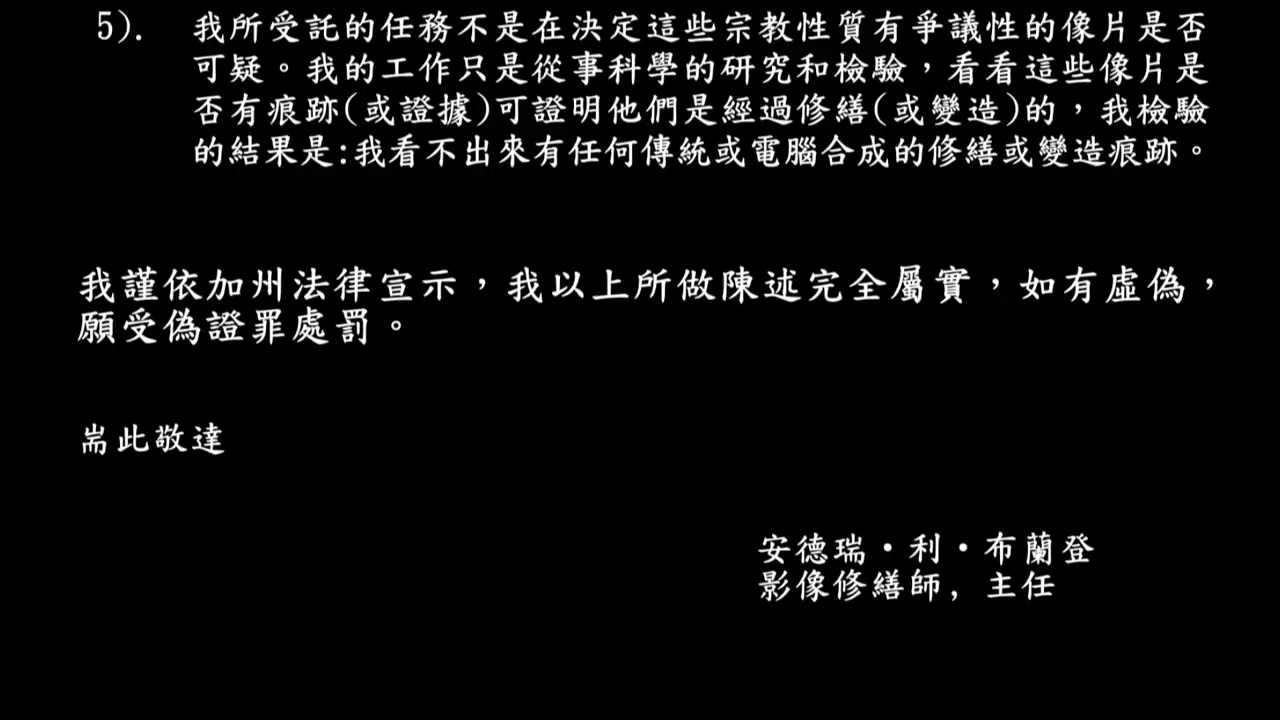 5). 我所受託的任務不是在決定這些宗教性質有爭議性的像片是否
可疑。我的工作只是從事科學的研究和檢驗，看看這些像片是
否有痕跡(或證據)可證明他們是經過修繕(或變造)的，我檢驗
的結果是:我看不出來有任何傳統或電腦合成的修繕或變造痕跡。
我謹依加州法律宣示，我以上所做陳述完全屬實，如有虛偽，
願受偽證罪處罰。
耑此敬達
安德瑞•利•布蘭登
影像修繕師, 主任